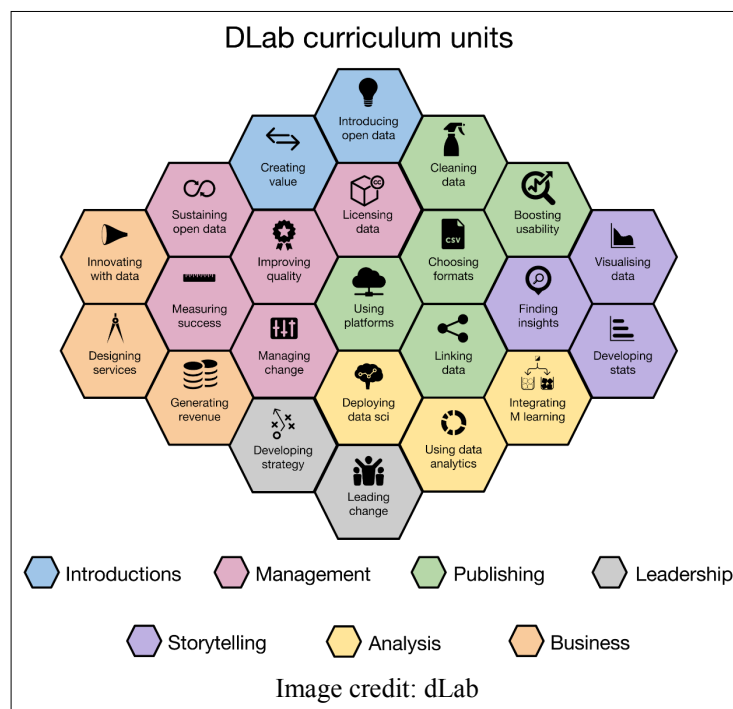 DLab curriculum units
Introducing
open data
Creating
value
Cleaning
data
Sustaining
open data
Licensing
data
CC
Boosting
usability
Innovating
with data
Improving
quality
CSV
Choosing
formats
Visualising
data
Measuring
success
Using
platforms
Finding
insights
Designing
services
Managing
change
Linking
data
Developing
stats
Generating
revenue
Deploying
data sci
Integrating
M learning
Developing
strategy
Using data
analytics
Leading
change
Introductions
Management
Publishing
Leadership
Storytelling
Analysis
Business
Image credit: dLab